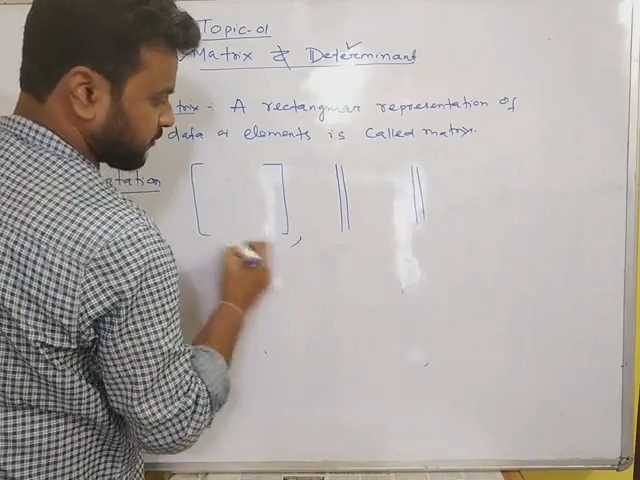 Topic-01
Matrix & Determinant
trix - A rectangular representation of
data or elements is called matrix.
tation [ ] , || ||